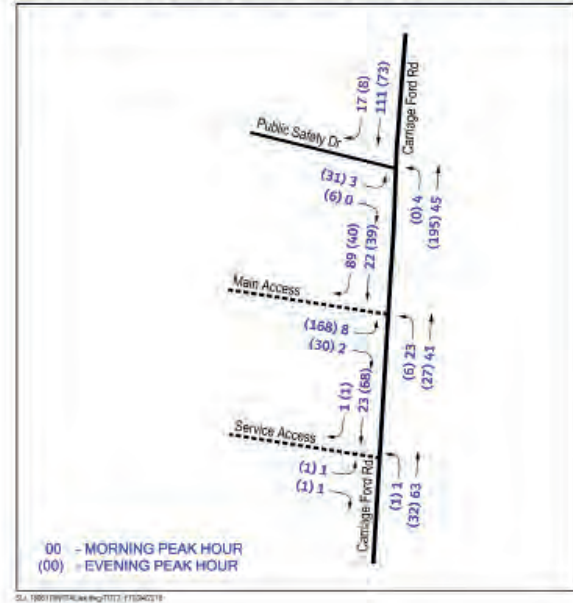 Carriage Ford Rd
17 (8)
111 (73)
Public Safety Dr
(31) 3
(6) 0
(0) 4
(195) 45
89 (40)
22 (39)
Main Access
(168) 8
(30) 2
(6) 23
(27) 41
1 (1)
23 (68)
Service Access
(1) 1
(1) 1
(1) 1
(32) 63
Carriage Ford Rd
00 - MORNING PEAK HOUR
(00) - EVENING PEAK HOUR